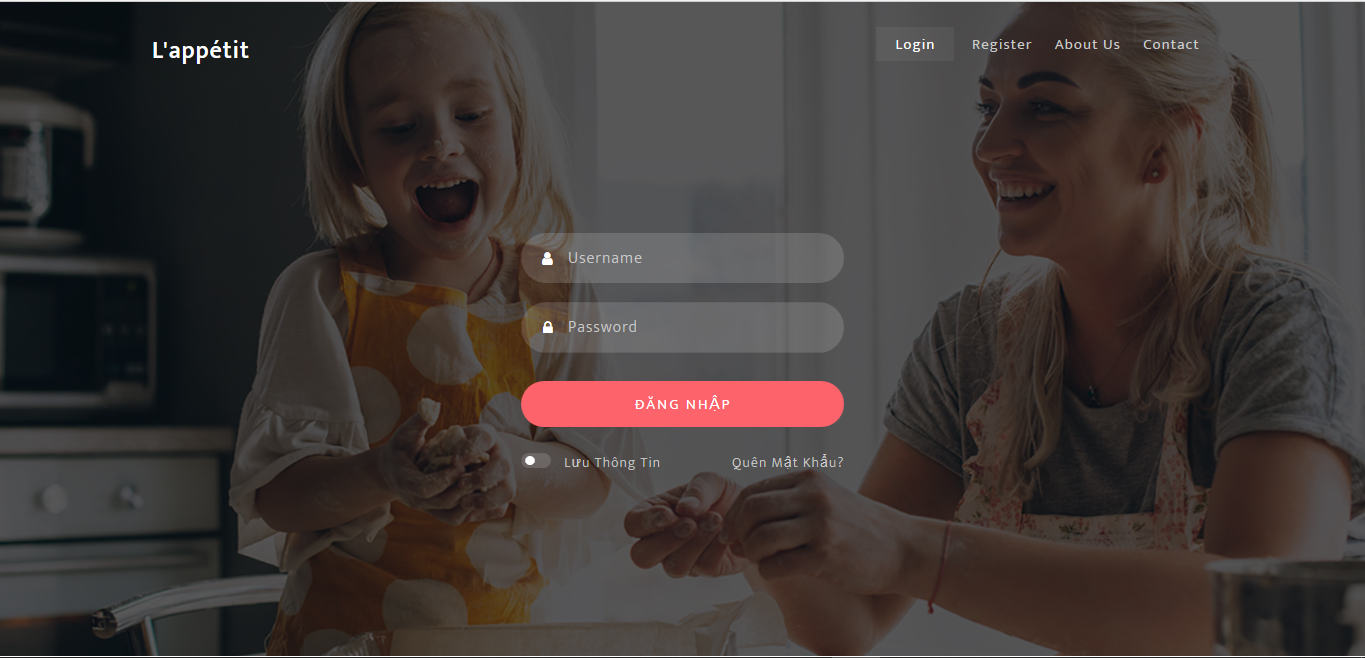 L'appétit
Login Register About Us Contact
Username
Password
ĐĂNG NHẬP
Lưu Thông Tin Quên Mật Khẩu?